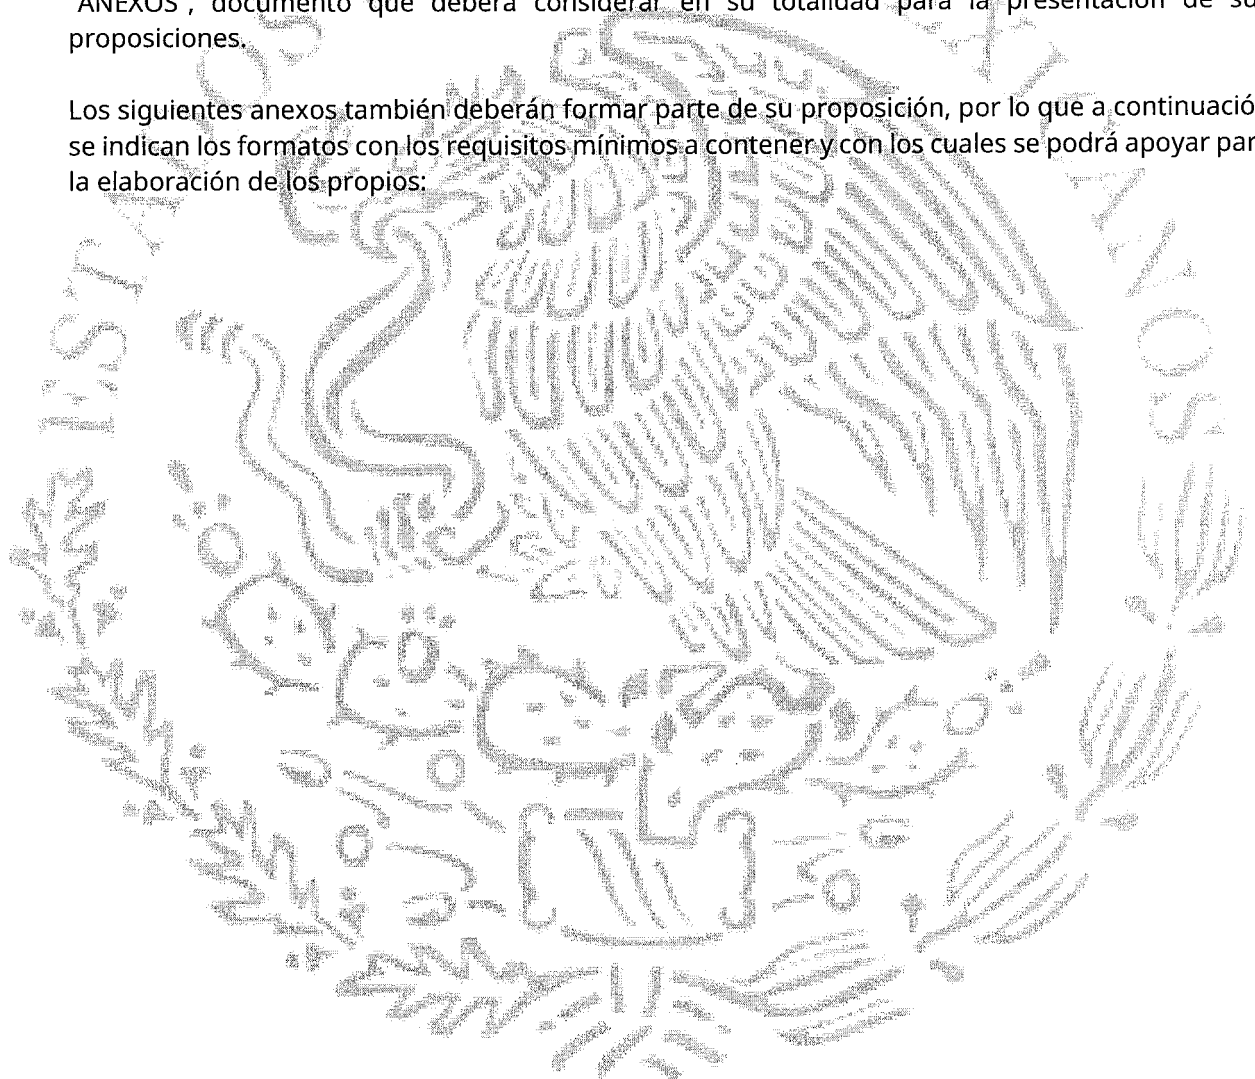 "ANEXOS", documento que deberá considerar en su totalidad para la presentación de su
proposiciones.
Los siguientes anexos también deberán formar parte de su proposición, por lo que a continuació
se indican los formatos con los requisitos mínimos a contener y con los cuales se podrá apoyar par
la elaboración de los propios: